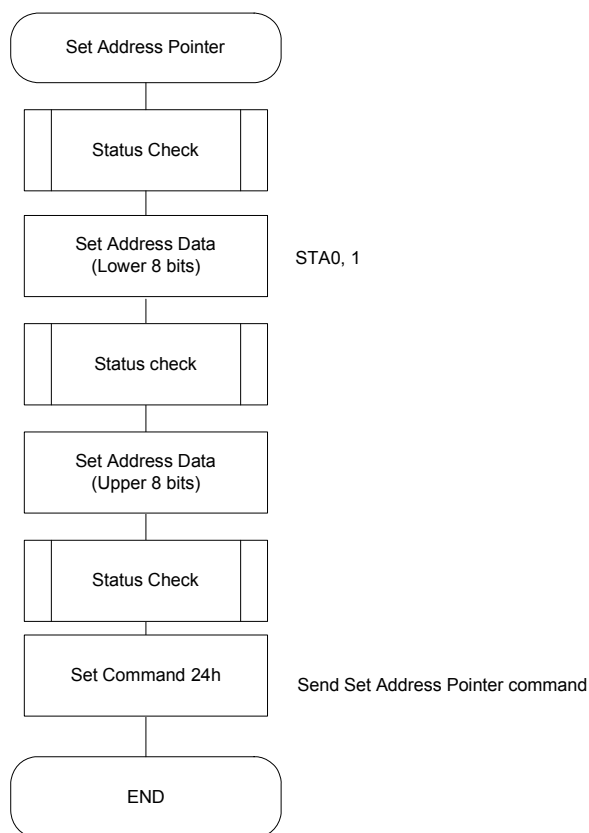 Set Address Pointer
Status Check
Set Address Data
(Lower 8 bits)
STA0, 1
Status check
Set Address Data
(Upper 8 bits)
Status Check
Set Command 24h
Send Set Address Pointer command
END